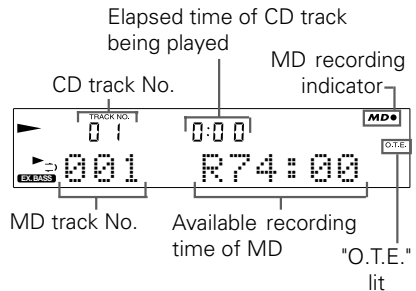 Elapsed time of CD track
being played
MD recording
indicator
CD track No.
TRACK NO.
01
0:00
MD●
O.T.E.
EX.BASS
001
R74:00
MD track No.
Available recording
time of MD
"O.T.E."
lit